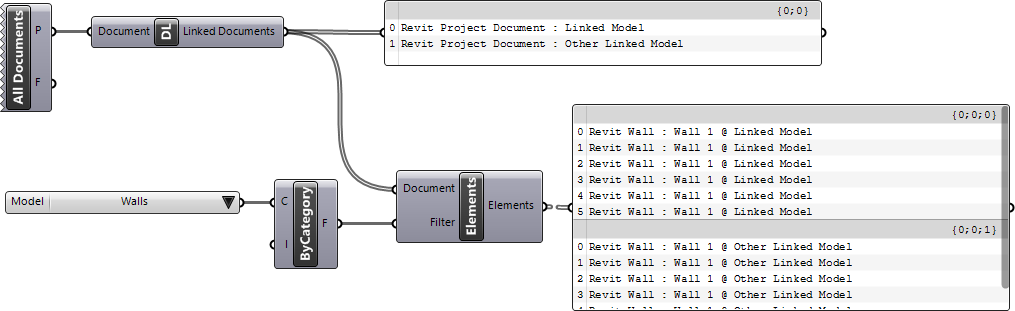 All Documents
P
F
Document
DL
Linked Documents
{0;0}
0 Revit Project Document : Linked Model
1 Revit Project Document : Other Linked Model
Model Walls
C
I
ByCategory
F
Document
Filter
Elements
Elements
{0;0;0}
0 Revit Wall : Wall 1 @ Linked Model
1 Revit Wall : Wall 1 @ Linked Model
2 Revit Wall : Wall 1 @ Linked Model
3 Revit Wall : Wall 1 @ Linked Model
4 Revit Wall : Wall 1 @ Linked Model
5 Revit Wall : Wall 1 @ Linked Model
{0;0;1}
0 Revit Wall : Wall 1 @ Other Linked Model
1 Revit Wall : Wall 1 @ Other Linked Model
2 Revit Wall : Wall 1 @ Other Linked Model
3 Revit Wall : Wall 1 @ Other Linked Model